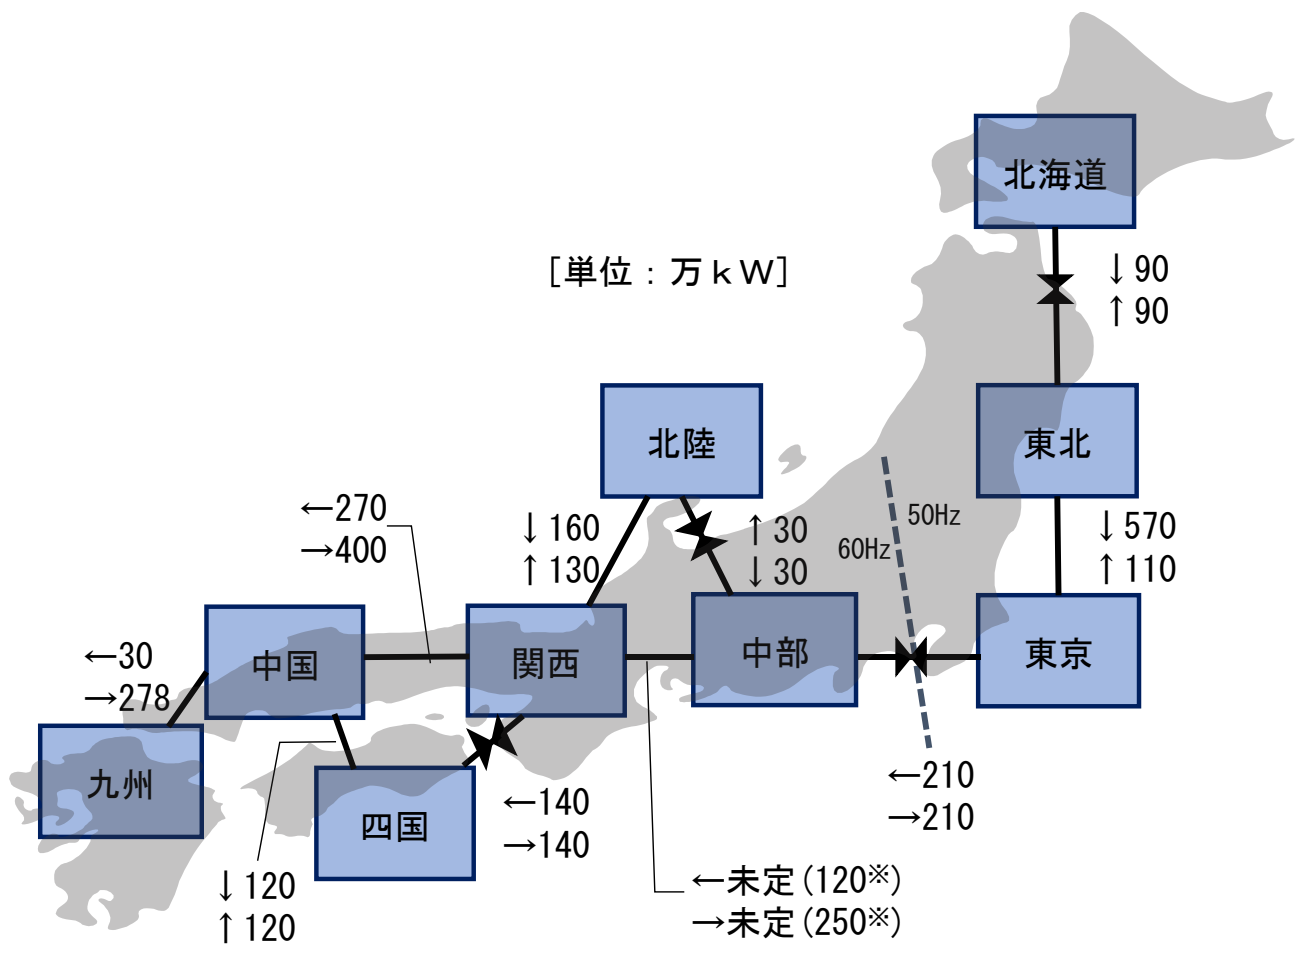 北海道
[単位：万ｋＷ]
↓90
↑90
北陸
東北
←270
→400
↓160
↑130
↑30
↓30
50Hz
60Hz
↓570
↑110
←30
→278
中国
関西
中部
東京
九州
四国
←210
→210
←140
→140
↓120
↑120
←未定(120※)
→未定(250※)